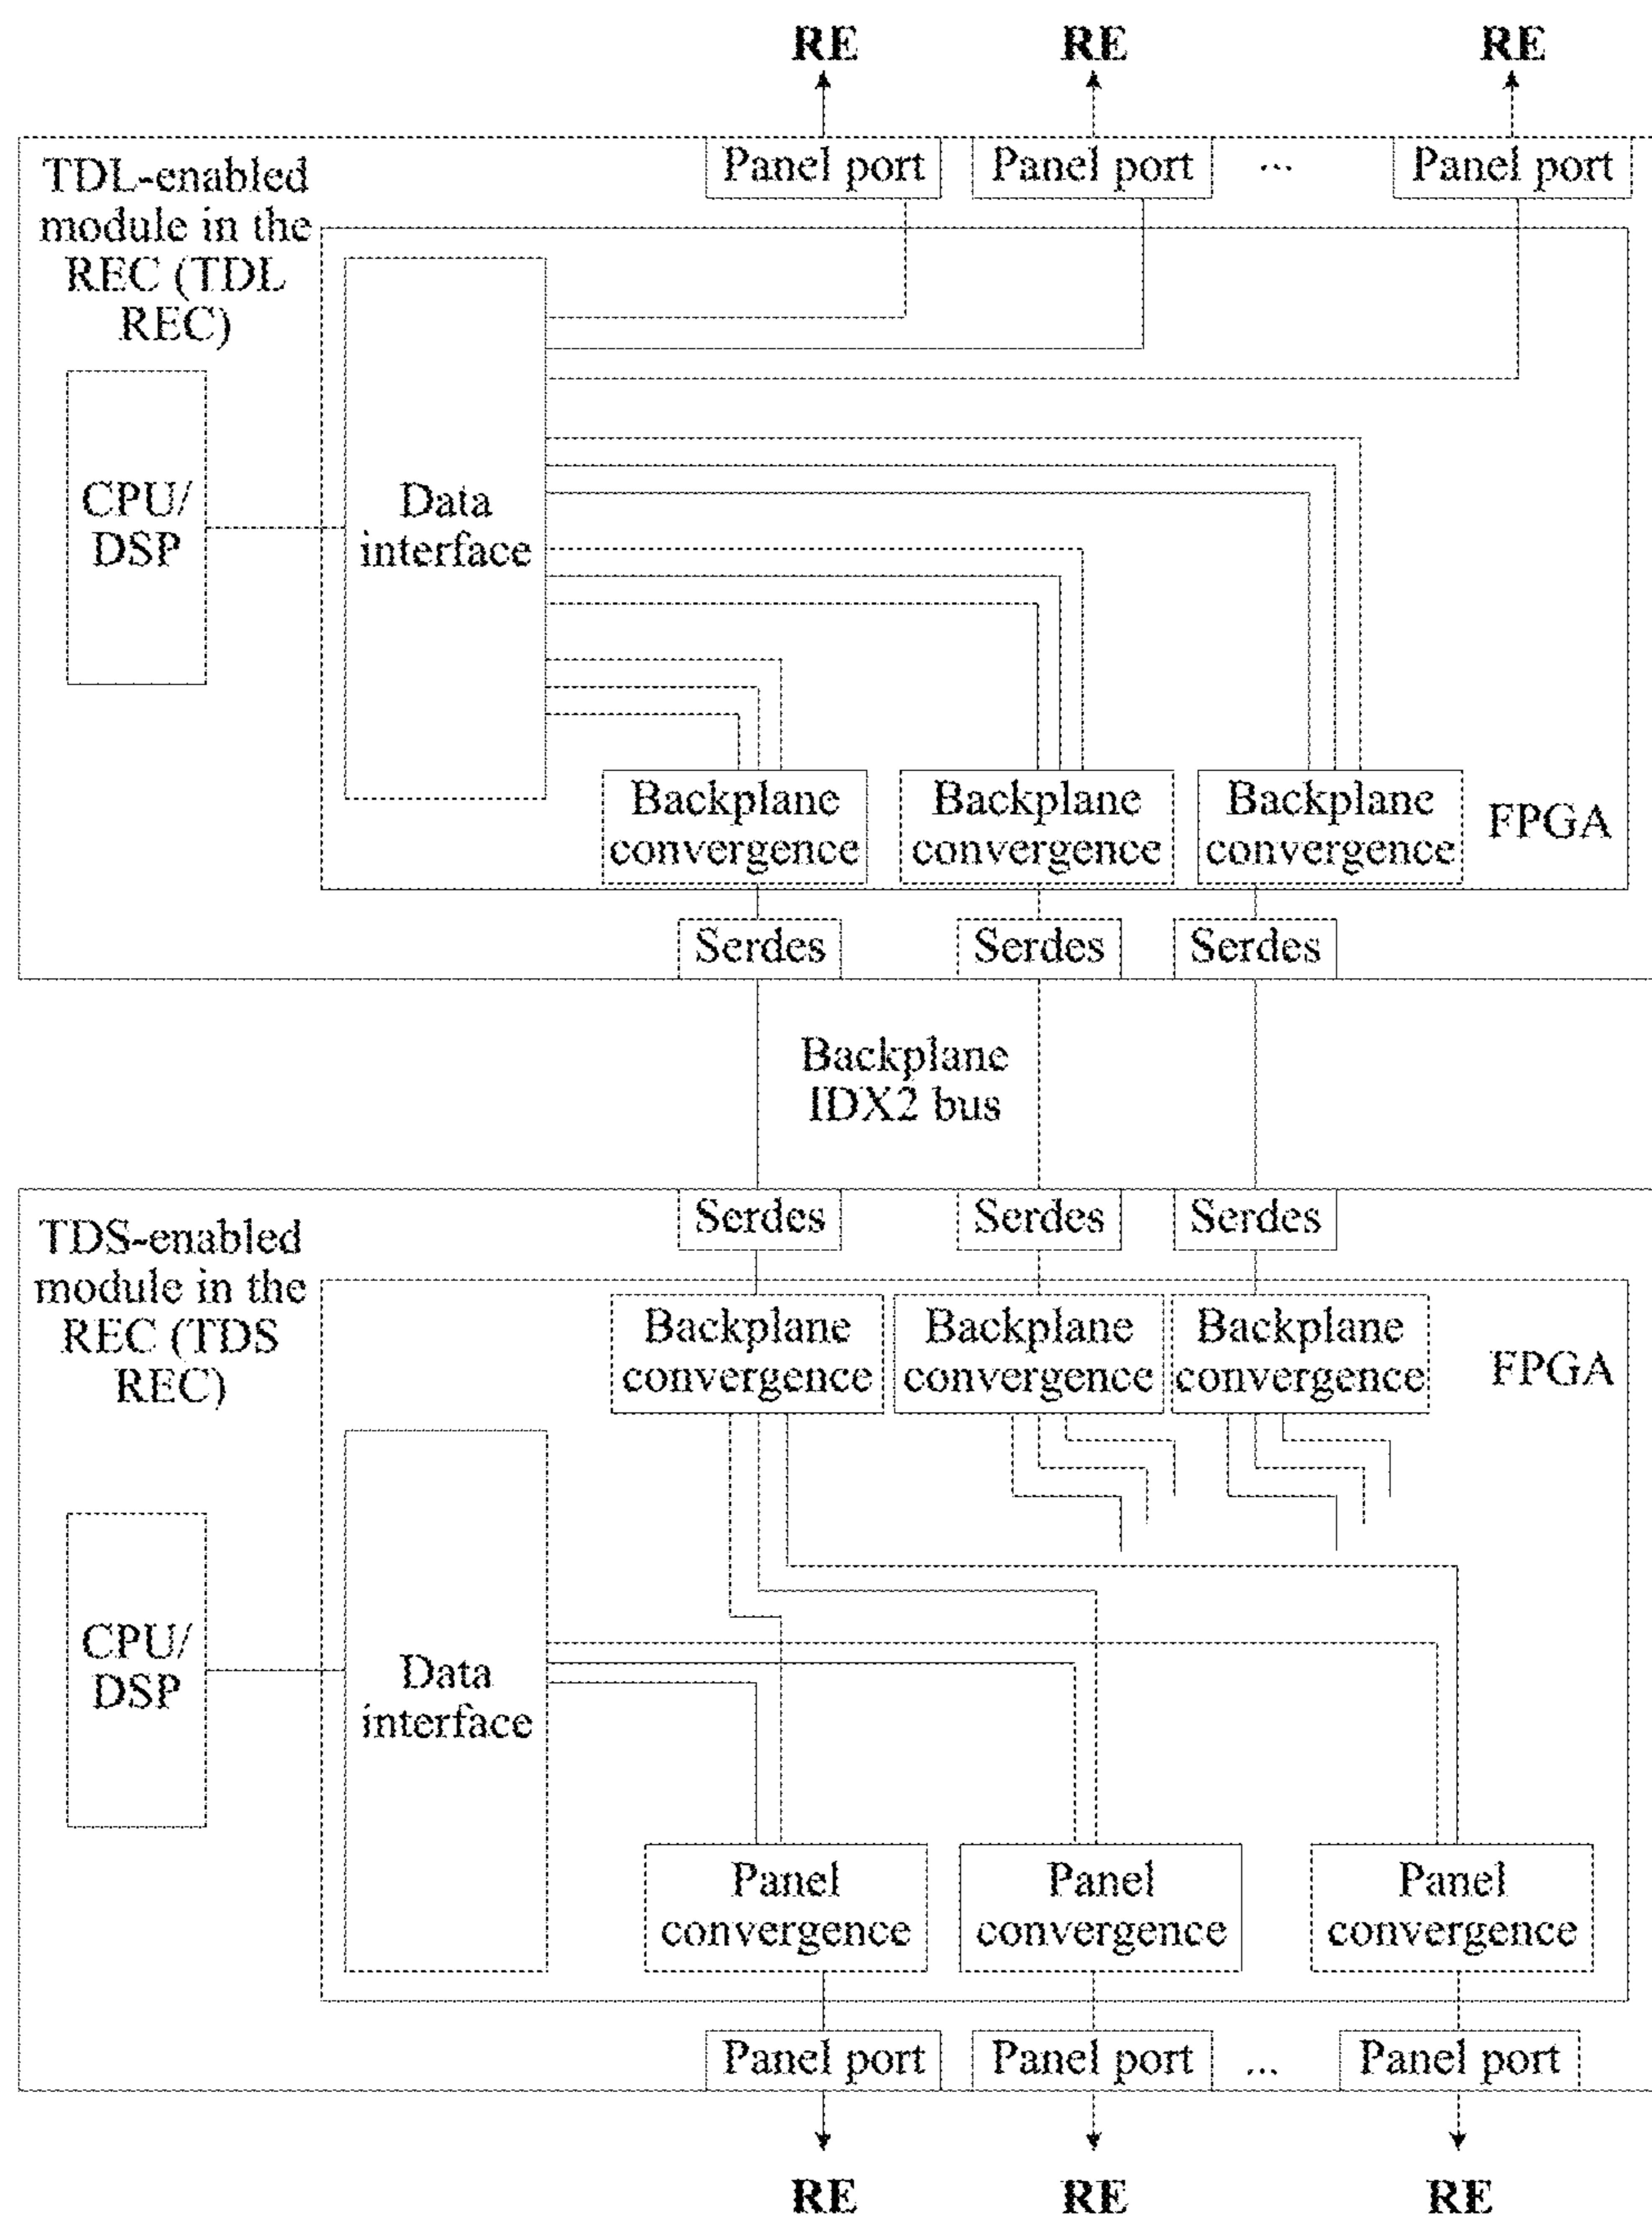 RE RE RE
Panel port Panel port ... Panel port
TDL-enabled
module in the
REC (TDL
REC)
CPU/
DSP
Data
interface
Backplane
convergence
Backplane
convergence
Backplane
convergence
FPGA
Serdes Serdes Serdes
Backplane
IDX2 bus
Serdes Serdes Serdes
TDS-enabled
module in the
REC (TDS
REC)
Backplane
convergence
Backplane
convergence
Backplane
convergence
FPGA
CPU/
DSP
Data
interface
Panel
convergence
Panel
convergence
Panel
convergence
Panel port Panel port ... Panel port
RE RE RE